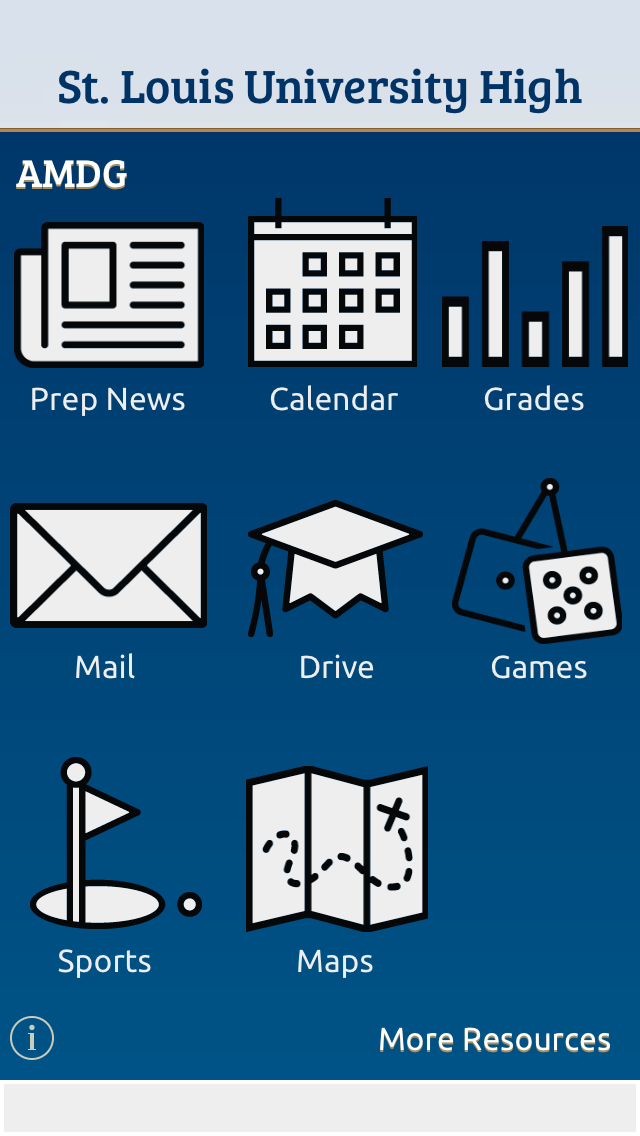 St. Louis University High
AMDG
Prep News
Calendar
Grades
Mail
Drive
Games
Sports
Maps
i
More Resources